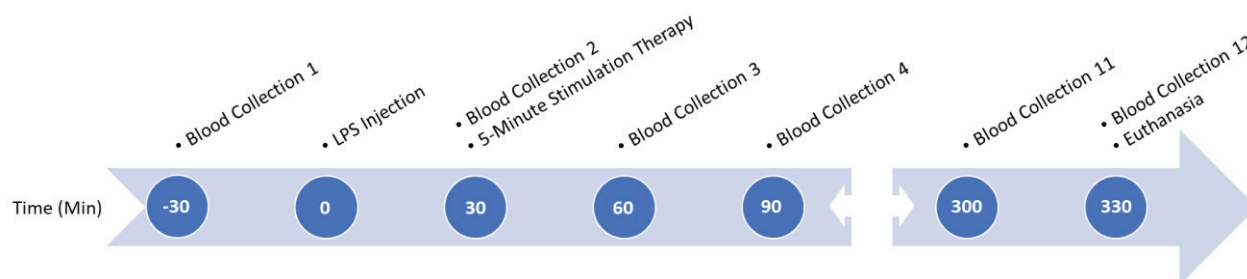 • Blood Collection 1
• LPS Injection
• Blood Collection 2
• 5-Minute Stimulation Therapy
• Blood Collection 3
• Blood Collection 4
• Blood Collection 11
• Blood Collection 12
• Euthanasia
Time (Min)
-30
0
30
60
90
300
330